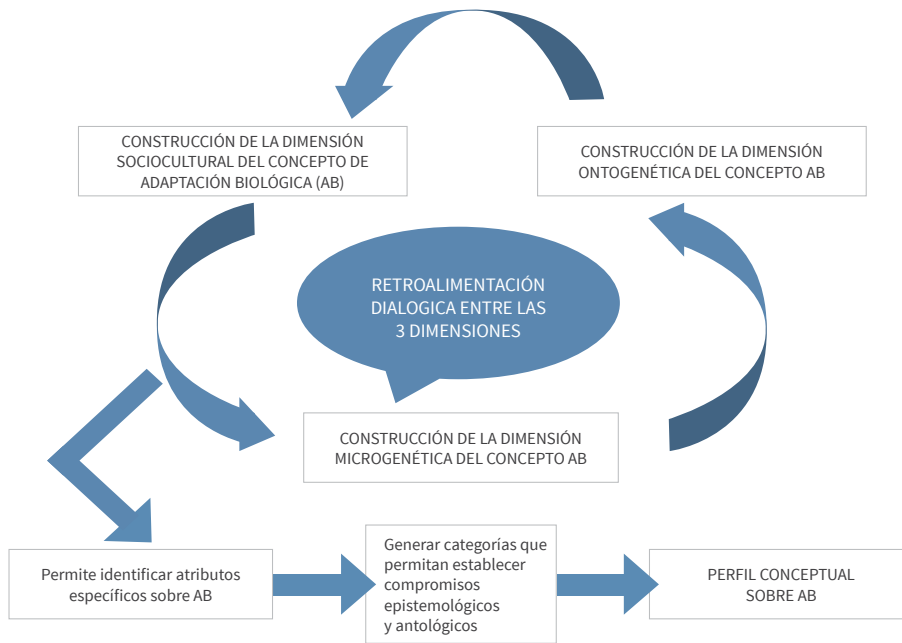 CONSTRUCCIÓN DE LA DIMENSIÓN
SOCIOCULTURAL DEL CONCEPTO DE
ADAPTACIÓN BIOLÓGICA (AB)
CONSTRUCCIÓN DE LA DIMENSIÓN
ONTOGENÉTICA DEL CONCEPTO AB
RETROALIMENTACIÓN
DIALOGICA ENTRE LAS
3 DIMENSIONES
CONSTRUCCIÓN DE LA DIMENSIÓN
MICROGENÉTICA DEL CONCEPTO AB
Permite identificar atributos
específicos sobre AB
Generar categorías que
permitan establecer
compromisos
epistemológicos
y antológicos
PERFIL CONCEPTUAL
SOBRE AB